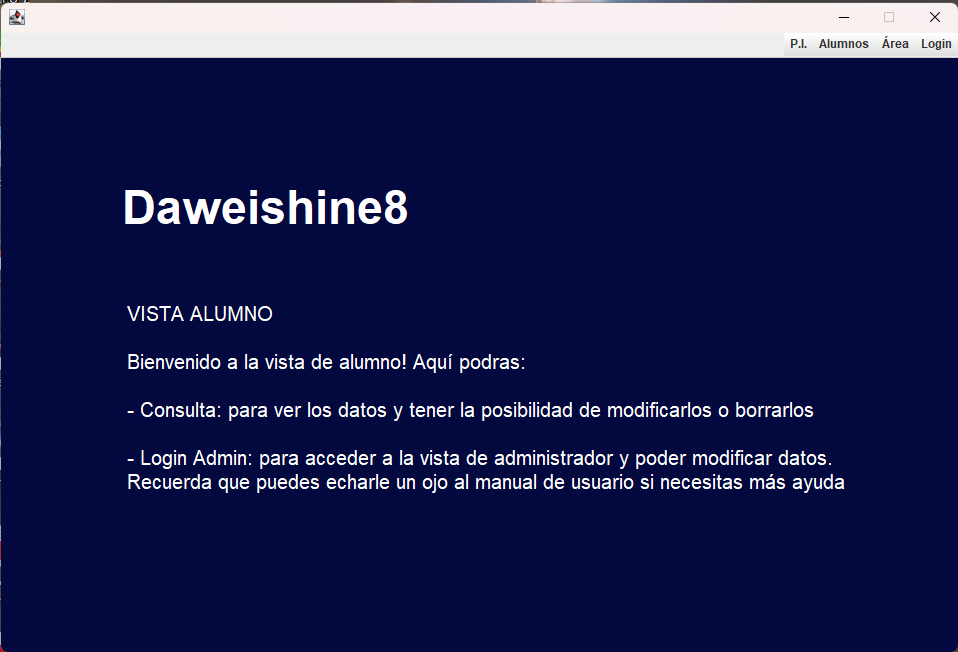 P.I. Alumnos Área Login
Daweishine8
VISTA ALUMNO
Bienvenido a la vista de alumno! Aquí podras:
- Consulta: para ver los datos y tener la posibilidad de modificarlos o borrarlos
- Login Admin: para acceder a la vista de administrador y poder modificar datos.
Recuerda que puedes echarle un ojo al manual de usuario si necesitas más ayuda